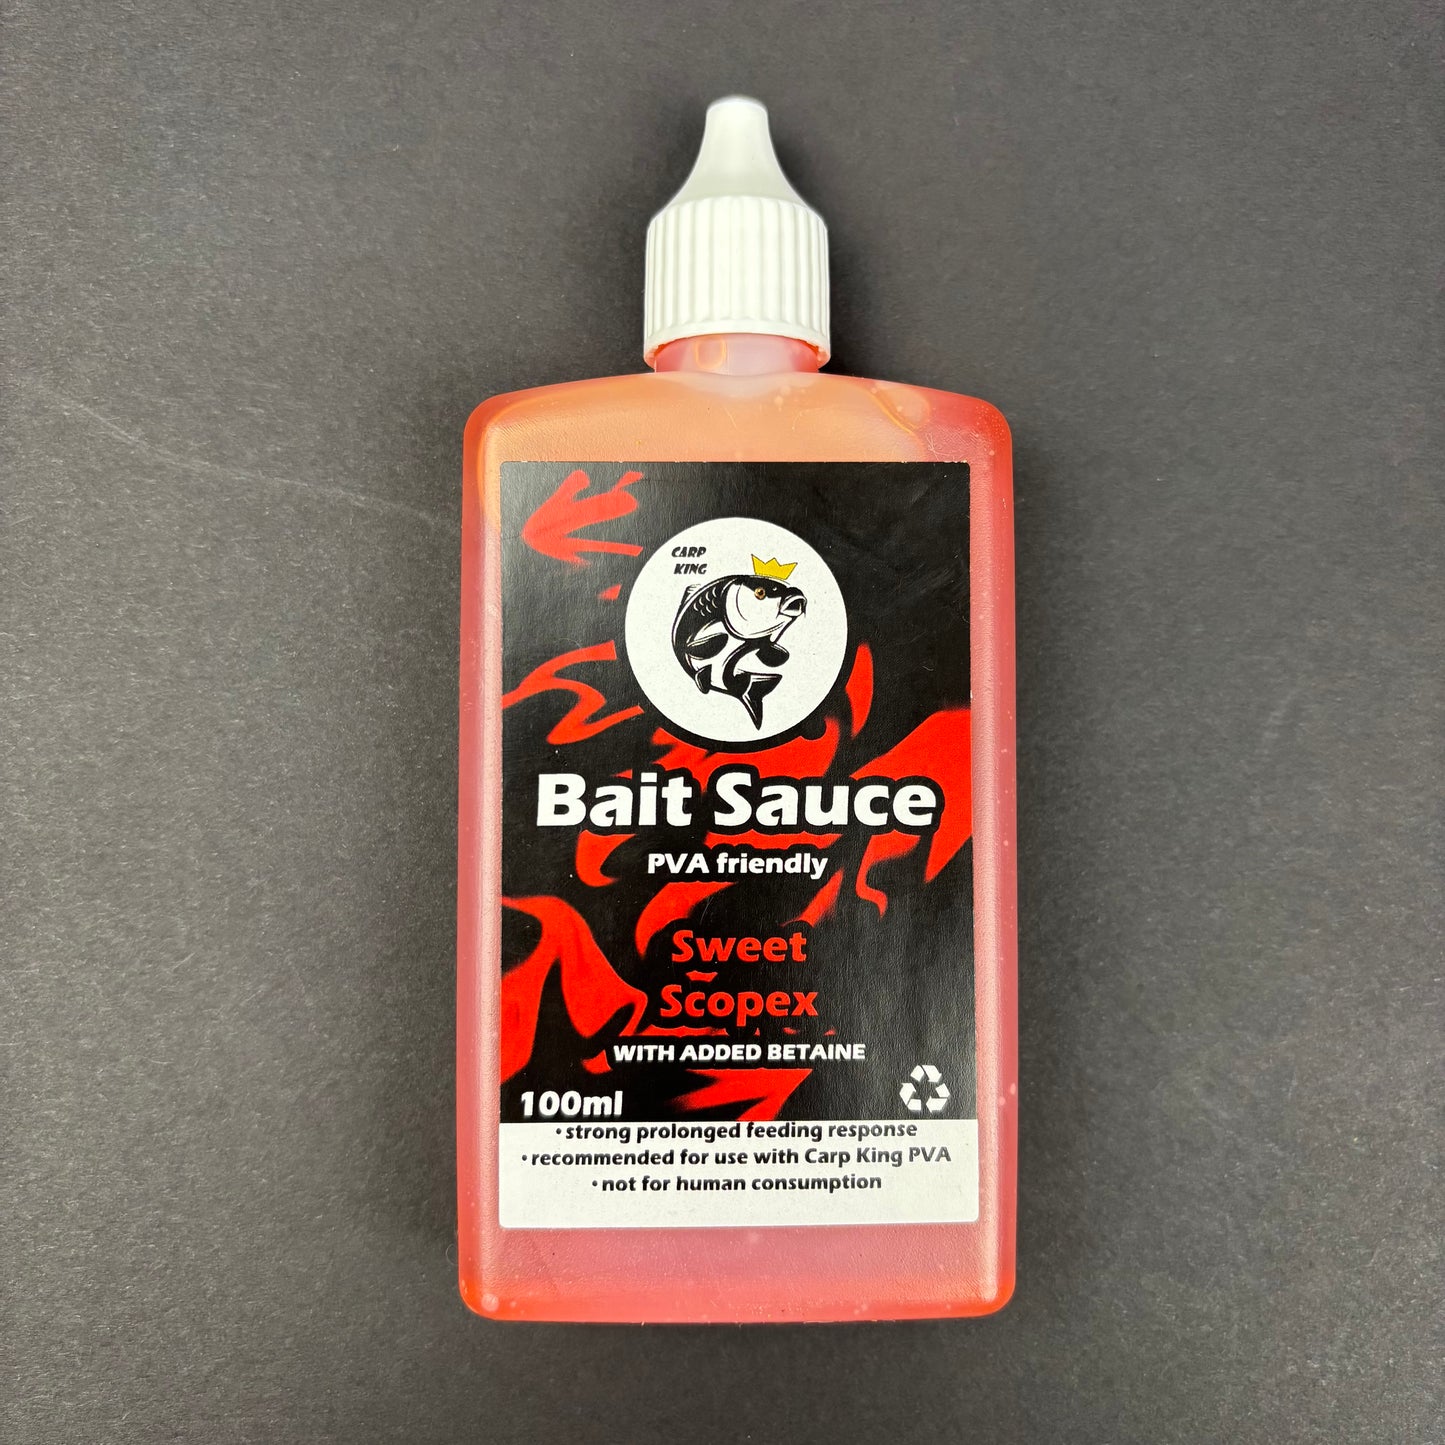 CARP
KING
Bait Sauce
PVA friendly
Sweet
Scopex
WITH ADDED BETAINE
100ml
•strong prolonged feeding response
•recommended for use with Carp King PVA
•not for human consumption